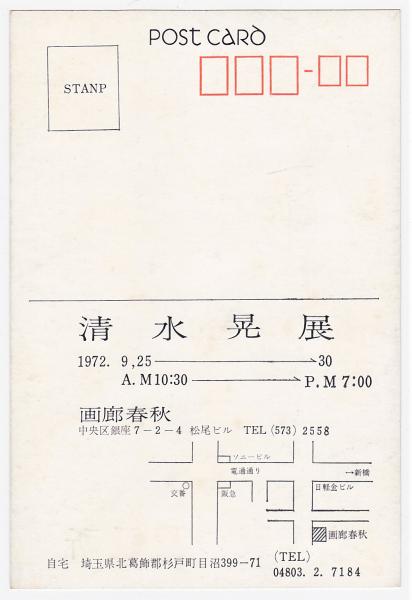 POST CARD
STANP
清水晃展
1972. 9,25 ─── 30
A.M10:30 ─── P.M 7:00
画廊春秋
中央区銀座7－2－4 松尾ビル TEL (573) 2558
ソニービル
電通通り
→新橋
交番
阪急
日軽金ビル
画廊春秋
自宅 埼玉県北葛飾郡杉戸町目沼399－71 (TEL)
04803. 2. 7184